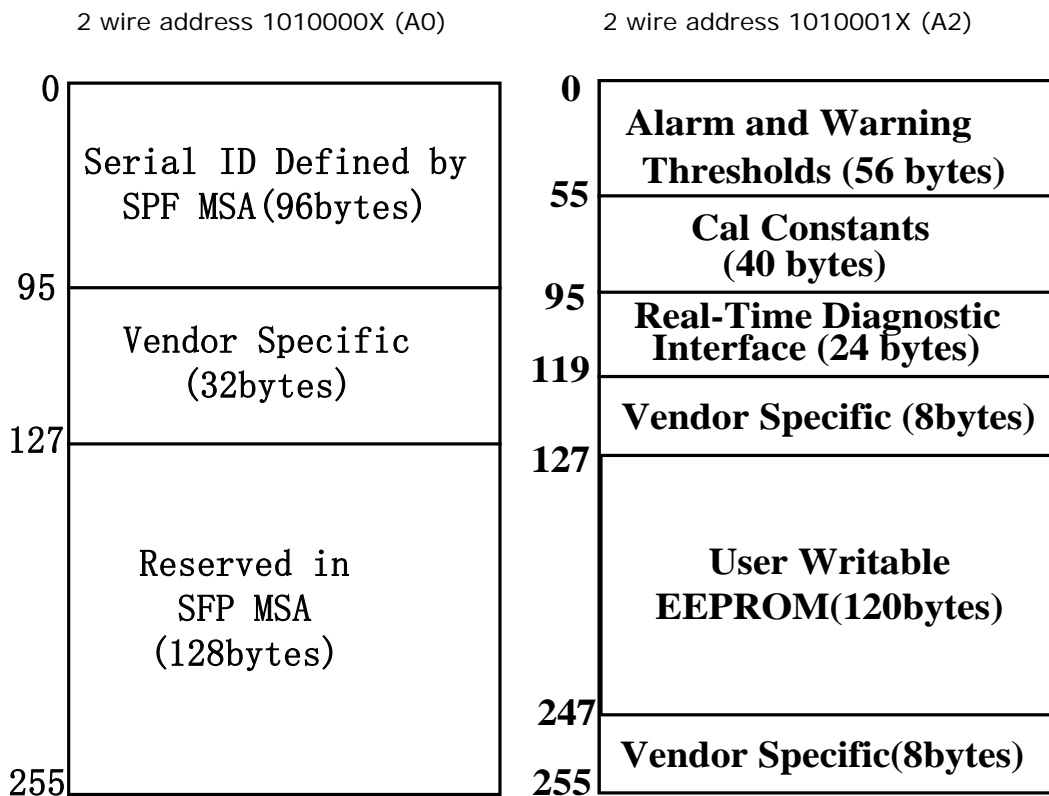 2 wire address 1010000X (A0)
0
Serial ID Defined by
SPF MSA(96bytes)
95
Vendor Specific
(32bytes)
127
Reserved in
SFP MSA
(128bytes)
255
2 wire address 1010001X (A2)
0
Alarm and Warning
Thresholds (56 bytes)
55
Cal Constants
(40 bytes)
95
Real-Time Diagnostic
Interface (24 bytes)
119
Vendor Specific (8bytes)
127
User Writable
EEPROM(120bytes)
247
Vendor Specific(8bytes)
255